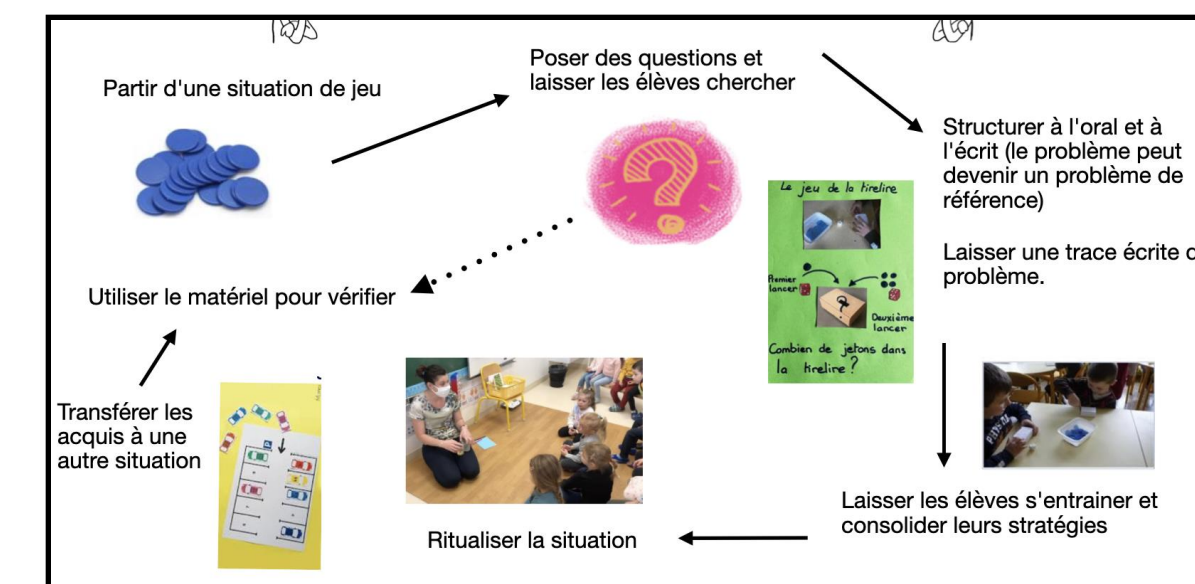 Partir d'une situation de jeu
Poser des questions et
laisser les élèves chercher
Structurer à l'oral et à
l'écrit (le problème peut
devenir un problème de
référence)
Laisser une trace écrite
problème.
Le jeu de la tirelire
Premier
lancer
?
Deuxième
lancer
Combien de jetons dans
la tirelire ?
Utiliser le matériel pour vérifier
Transférer les
acquis à une
autre situation
Ritualiser la situation
Laisser les élèves s'entrainer et
consolider leurs stratégies